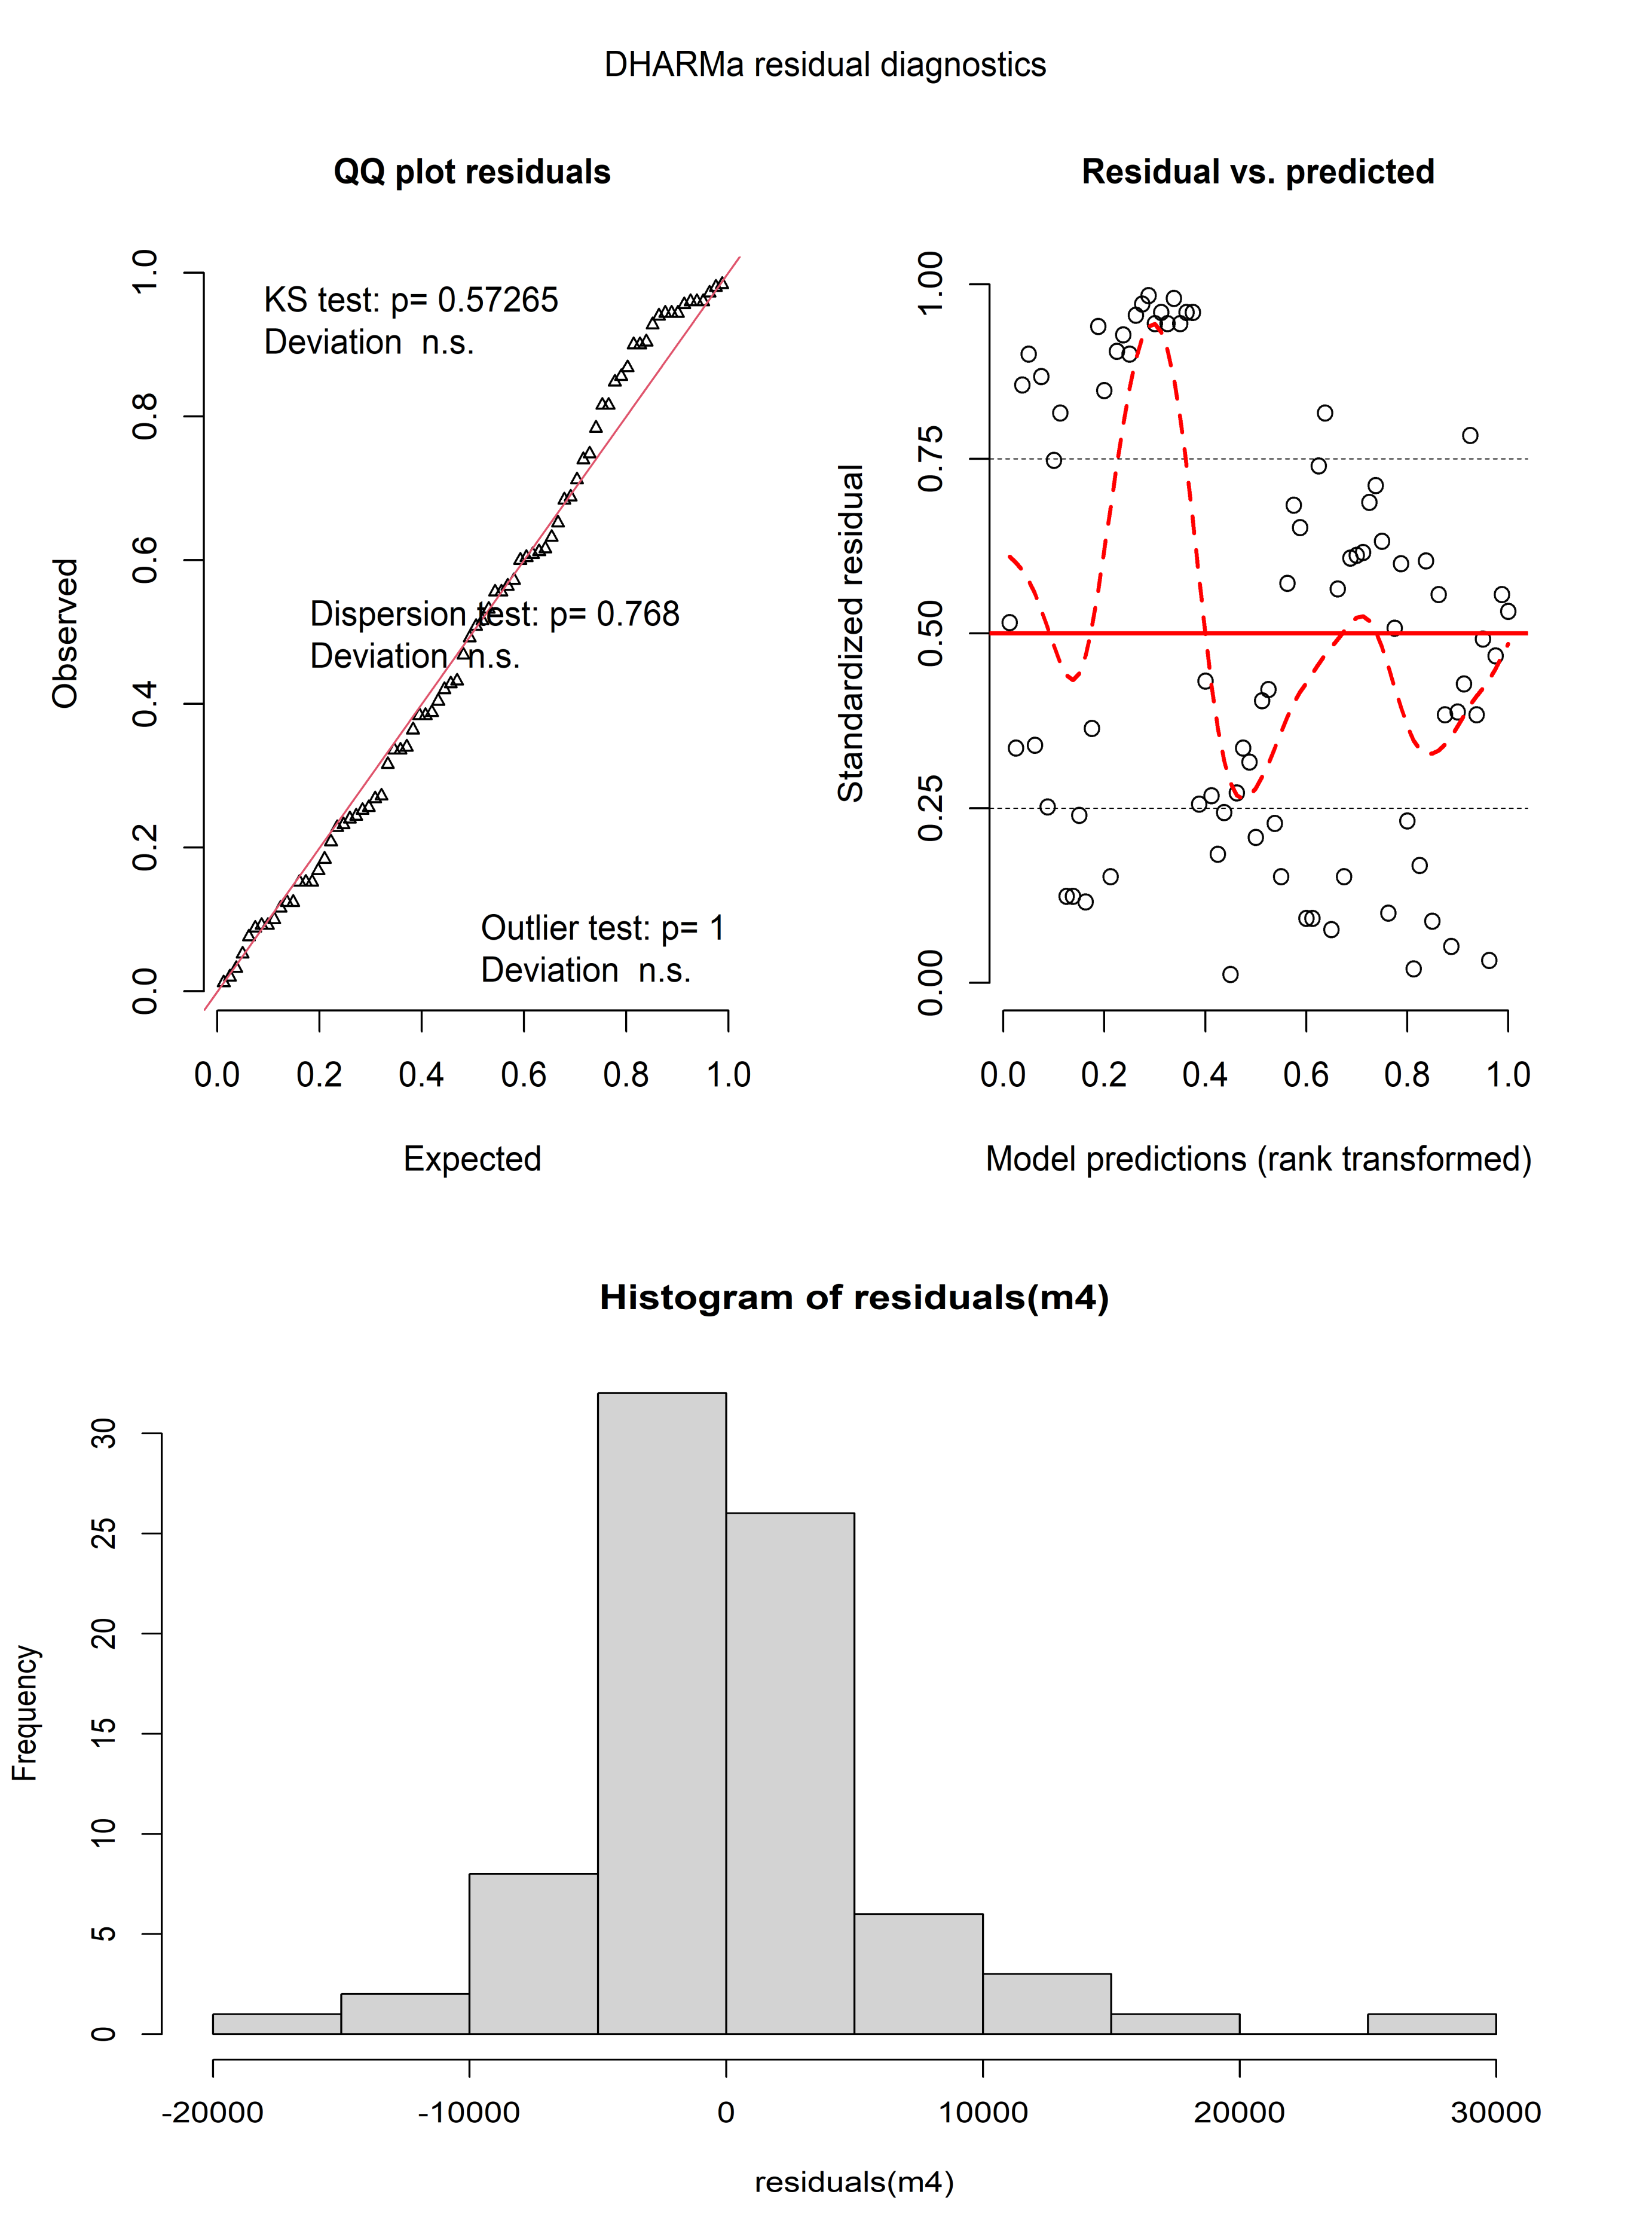 DHARMa residual diagnostics
QQ plot residuals
KS test: p= 0.57265
Deviation n.s.
Dispersion test: p= 0.768
Deviation n.s.
Outlier test: p= 1
Deviation n.s.
Observed
0.0 0.2 0.4 0.6 0.8 1.0
0.0 0.2 0.4 0.6 0.8 1.0
Expected
Residual vs. predicted
Standardized residual
0.00 0.25 0.50 0.75 1.00
0.0 0.2 0.4 0.6 0.8 1.0
Model predictions (rank transformed)
Histogram of residuals(m4)
Frequency
0 5 10 15 20 25 30
-20000 -10000 0 10000 20000 30000
residuals(m4)